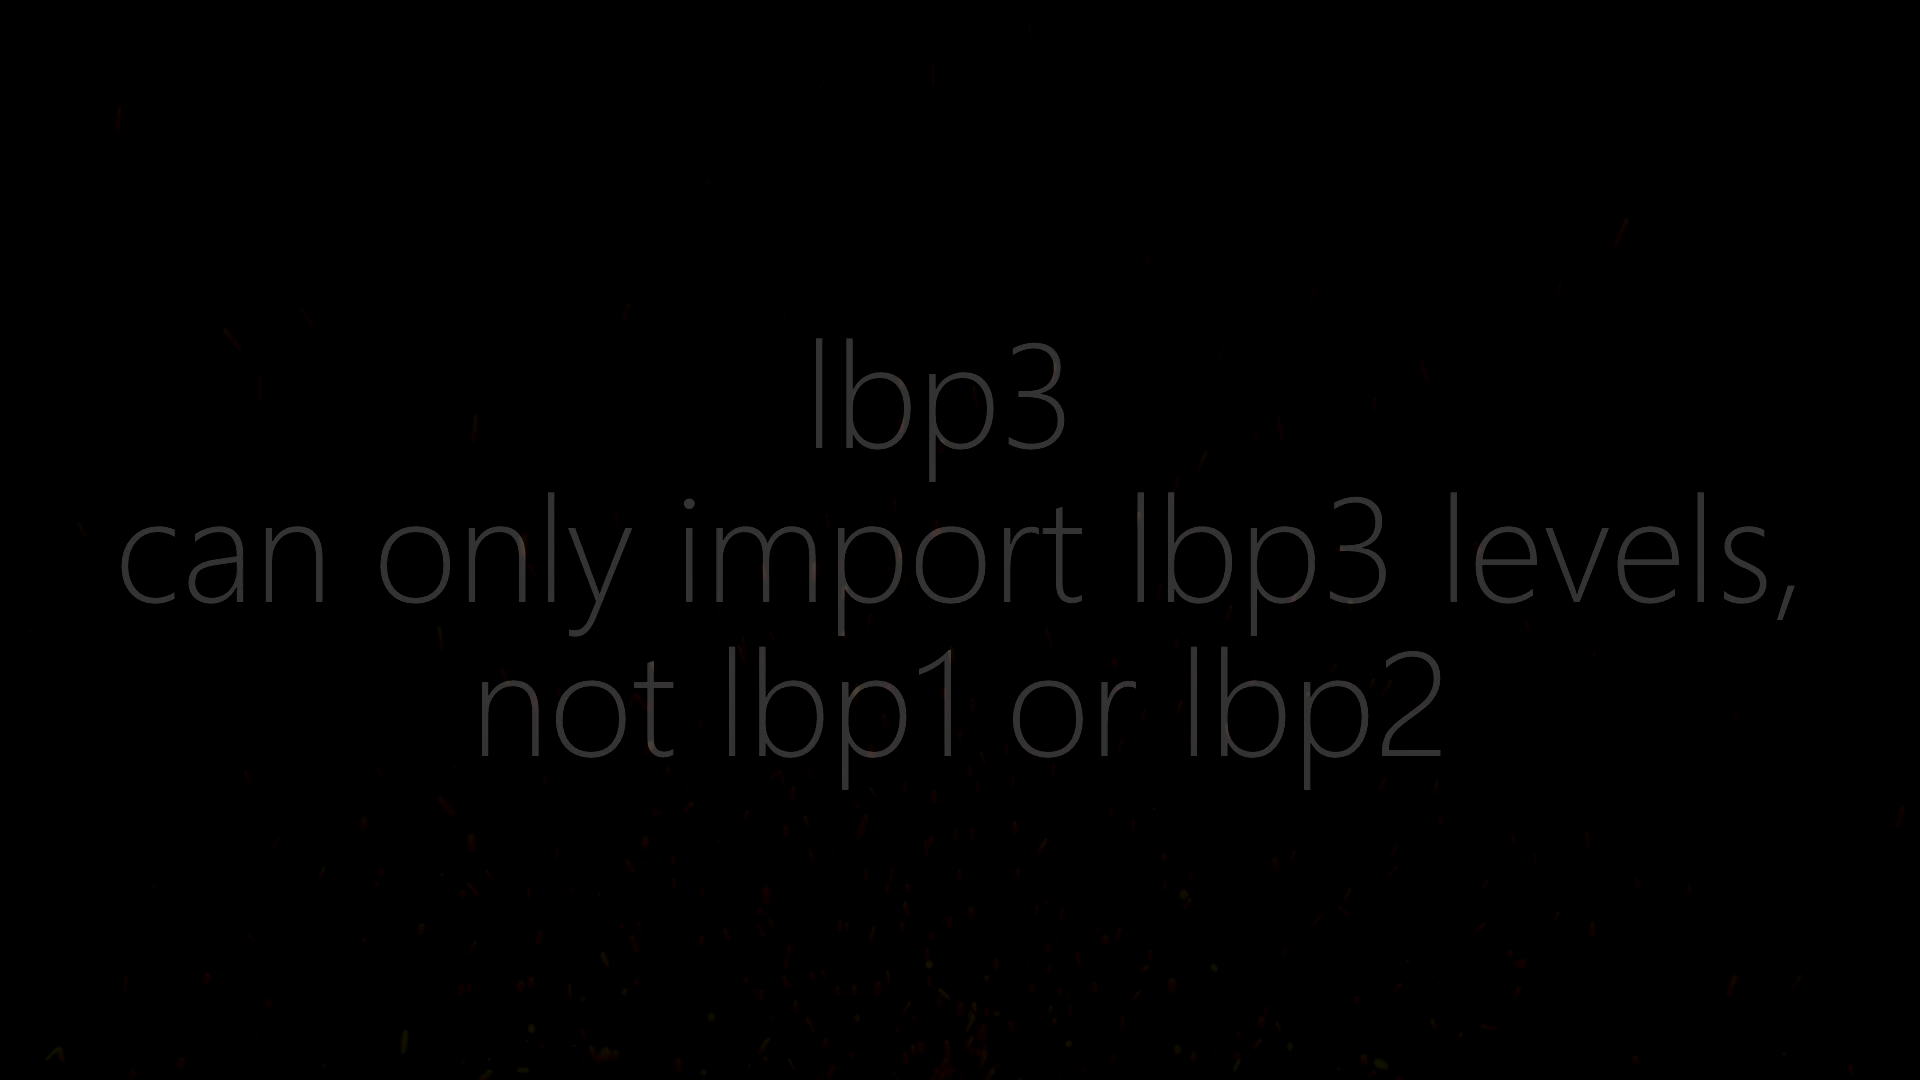 lbp3
can only import lbp3 levels,
not lbp1 or lbp2